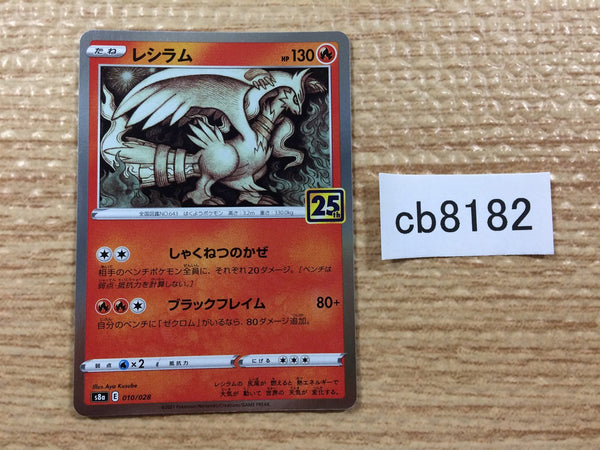 たね レシラム HP 130
全国図鑑NO.643 はくようポケモン 高さ:3.2m 重さ:330.0kg
25th
しゃくねつのかぜ
相手のベンチポケモン全員に、それぞれ20ダメージ。[ベンチは
弱点・抵抗力を計算しない。]
ブラックフレイム 80+
自分のベンチに「ゼクロム」がいるなら、80ダメージ追加。
弱点 ×2 抵抗力 にげる
Illus.Aya Kusube
s8a E 010/028
レシラムの 尻尾が 燃えると 熱エネルギーで
大気が 動いて 世界の 天気が 変化する。
©2021 Pokémon/Nintendo/Creatures/GAME FREAK.
cb8182